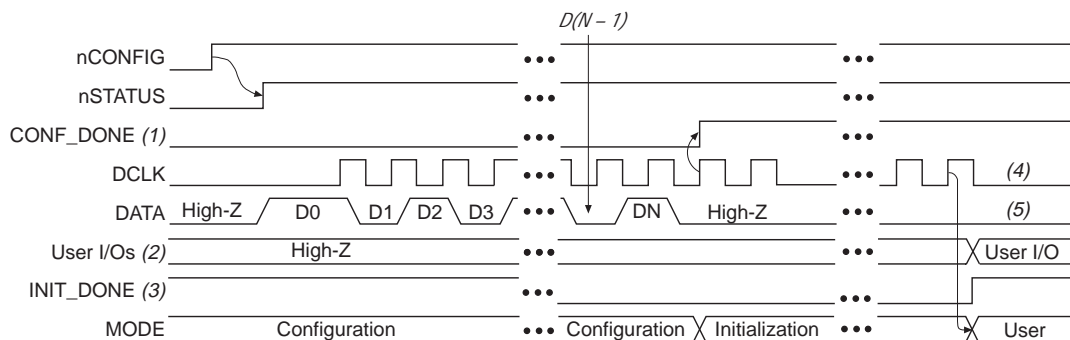 D(N – 1)
nCONFIG
nSTATUS
CONF_DONE (1)
DCLK (4)
DATA High-Z D0 D1 D2 D3 DN High-Z (5)
User I/Os (2) High-Z User I/O
INIT_DONE (3)
MODE Configuration Configuration Initialization User